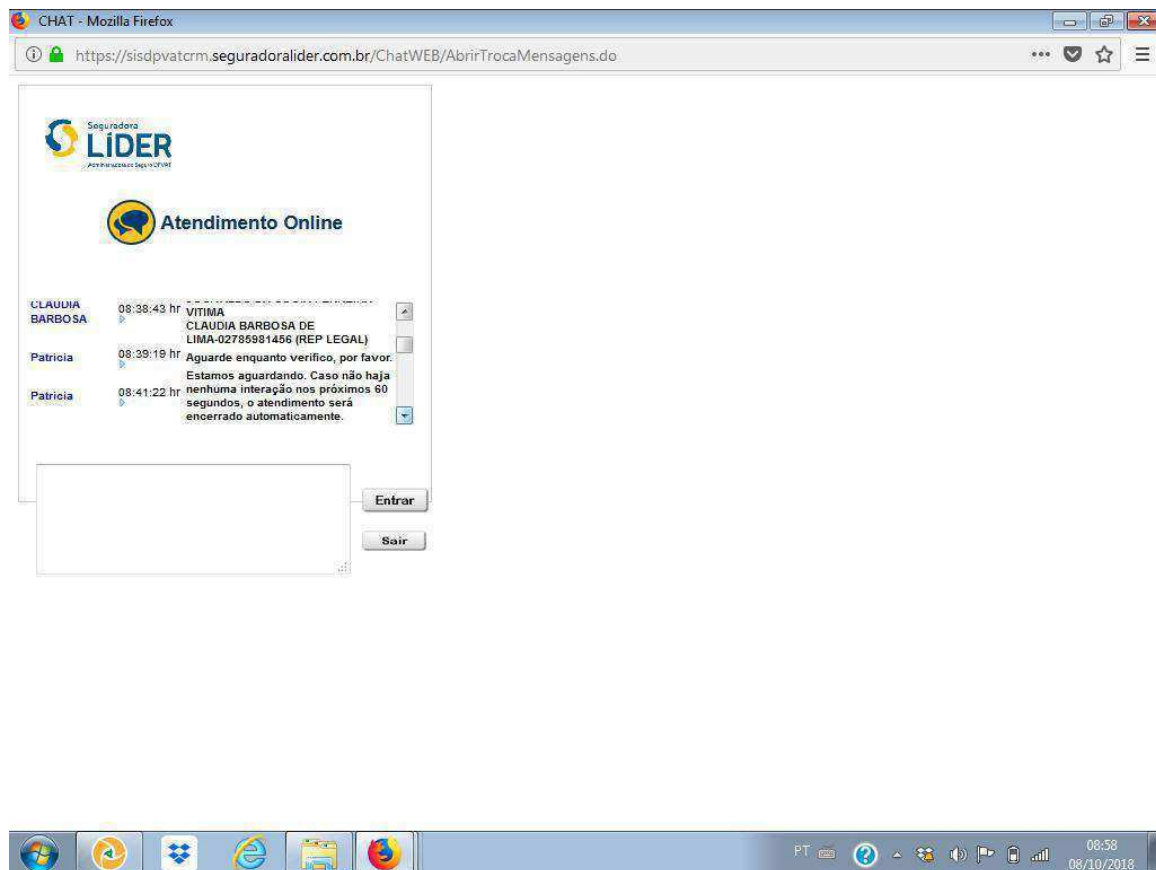 CHAT - Mozilla Firefox
https://sisdpvatcrm.seguradoralider.com.br/ChatWEB/AbrirTrocaMensagens.do
Seguradora
LÍDER
Atendimento Online
CLAUDIA
BARBOSA
08:38:43 hr
VITIMA
CLAUDIA BARBOSA DE
LIMA-02785981456 (REP LEGAL)
Patricia
08:39:19 hr
Aguarde enquanto verifico, por favor.
Patricia
08:41:22 hr
Estamos aguardando. Caso não haja
nenhuma interação nos próximos 60
segundos, o atendimento será
encerrado automaticamente.
Entrar
Sair
PT
08:58
08/10/2018